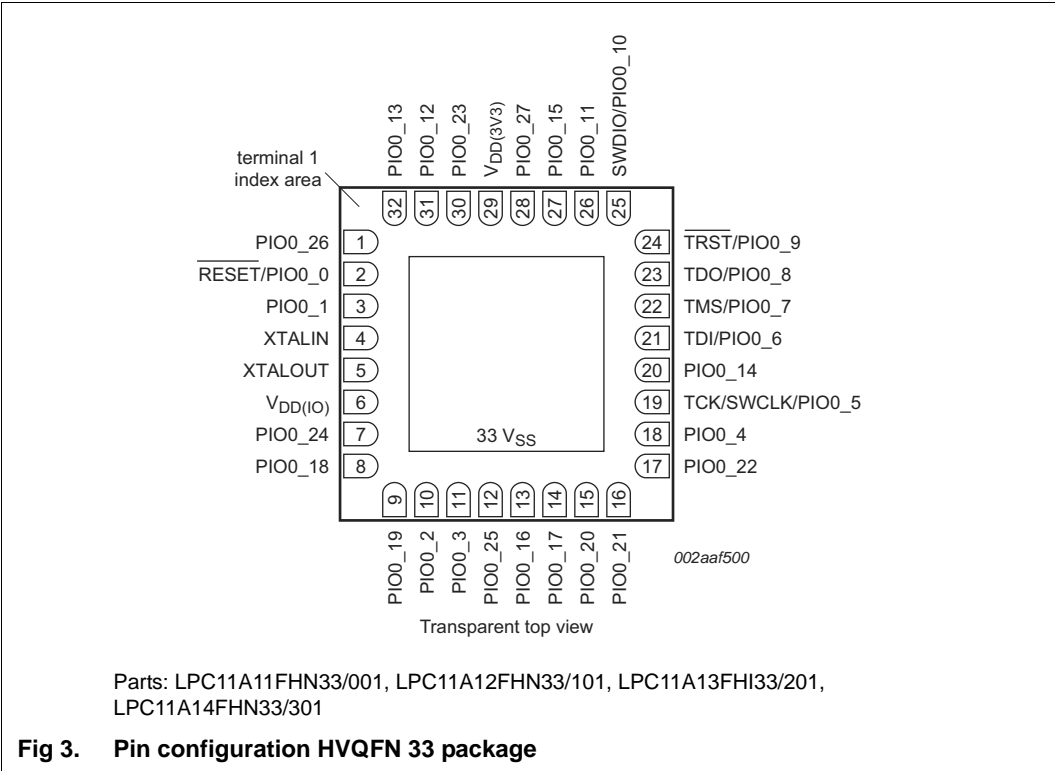 PIO0_13
PIO0_12
PIO0_23
VDD(3V3)
PIO0_27
PIO0_15
PIO0_11
SWDIO/PIO0_10
terminal 1
index area
32
31
30
29
28
27
26
25
PIO0_26 1
RESET/PIO0_0 2
PIO0_1 3
XTALIN 4
XTALOUT 5
VDD(IO) 6
PIO0_24 7
PIO0_18 8
24 TRST/PIO0_9
23 TDO/PIO0_8
22 TMS/PIO0_7
21 TDI/PIO0_6
20 PIO0_14
19 TCK/SWCLK/PIO0_5
18 PIO0_4
17 PIO0_22
33 VSS
9
10
11
12
13
14
15
16
PIO0_19
PIO0_2
PIO0_3
PIO0_25
PIO0_16
PIO0_17
PIO0_20
PIO0_21
002aaf500
Transparent top view
Parts: LPC11A11FHN33/001, LPC11A12FHN33/101, LPC11A13FHI33/201,
LPC11A14FHN33/301
Fig 3. Pin configuration HVQFN 33 package